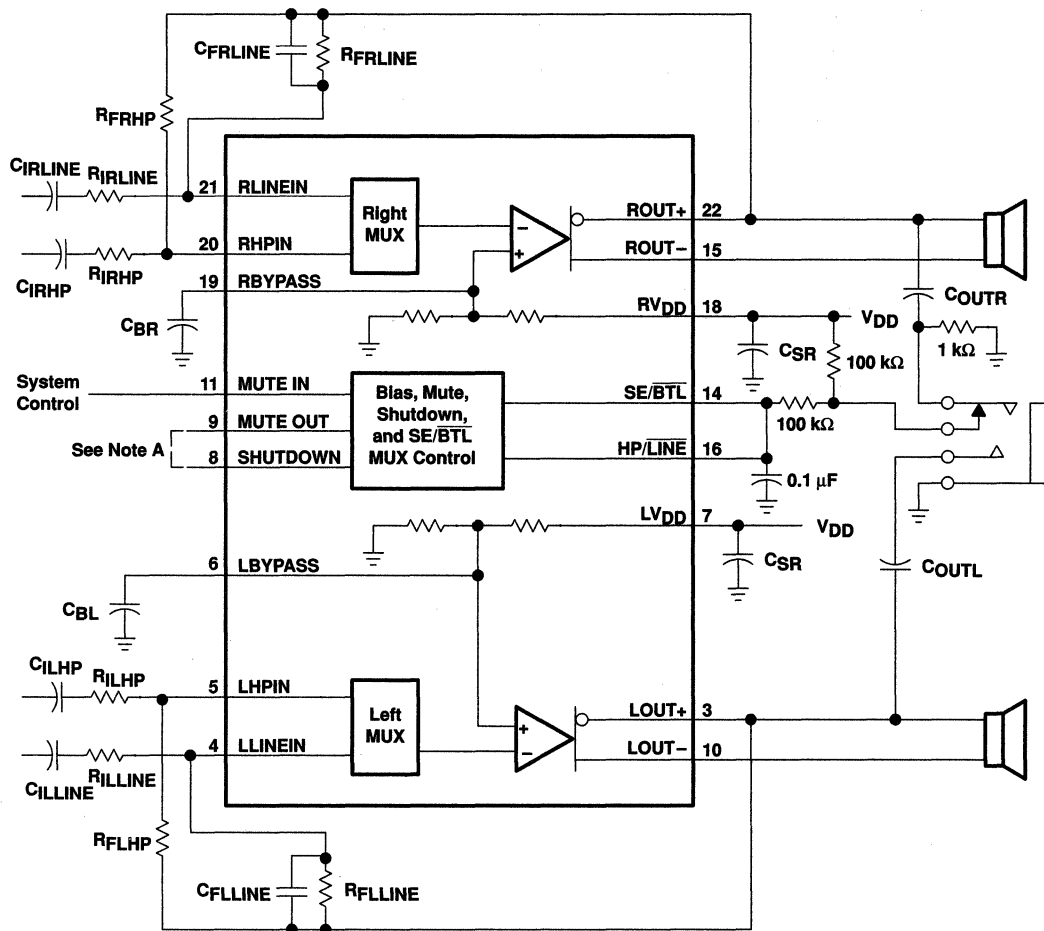 CFRLINE
RFRLINE
RFRHP
CIRLINE
RIRLINE
21 RLINEIN
Right
MUX
ROUT+ 22
20 RHPIN
RIRHP
CIRHP
ROUT− 15
19 RBYPASS
CBR
COUTR
RVDD 18
VDD
CSR
100 kΩ
1 kΩ
System
Control
11 MUTE IN
Bias, Mute,
Shutdown,
and SE/BTL
MUX Control
SE/BTL 14
100 kΩ
9 MUTE OUT
See Note A
8 SHUTDOWN
HP/LINE 16
0.1 μF
LVDD 7
VDD
CSR
COUTL
6 LBYPASS
CBL
CILHP
RILHP
5 LHPIN
Left
MUX
LOUT+ 3
4 LLINEIN
RILLINE
CILLINE
LOUT− 10
RFLHP
CFLLINE
RFLLINE
− 
+
+
−